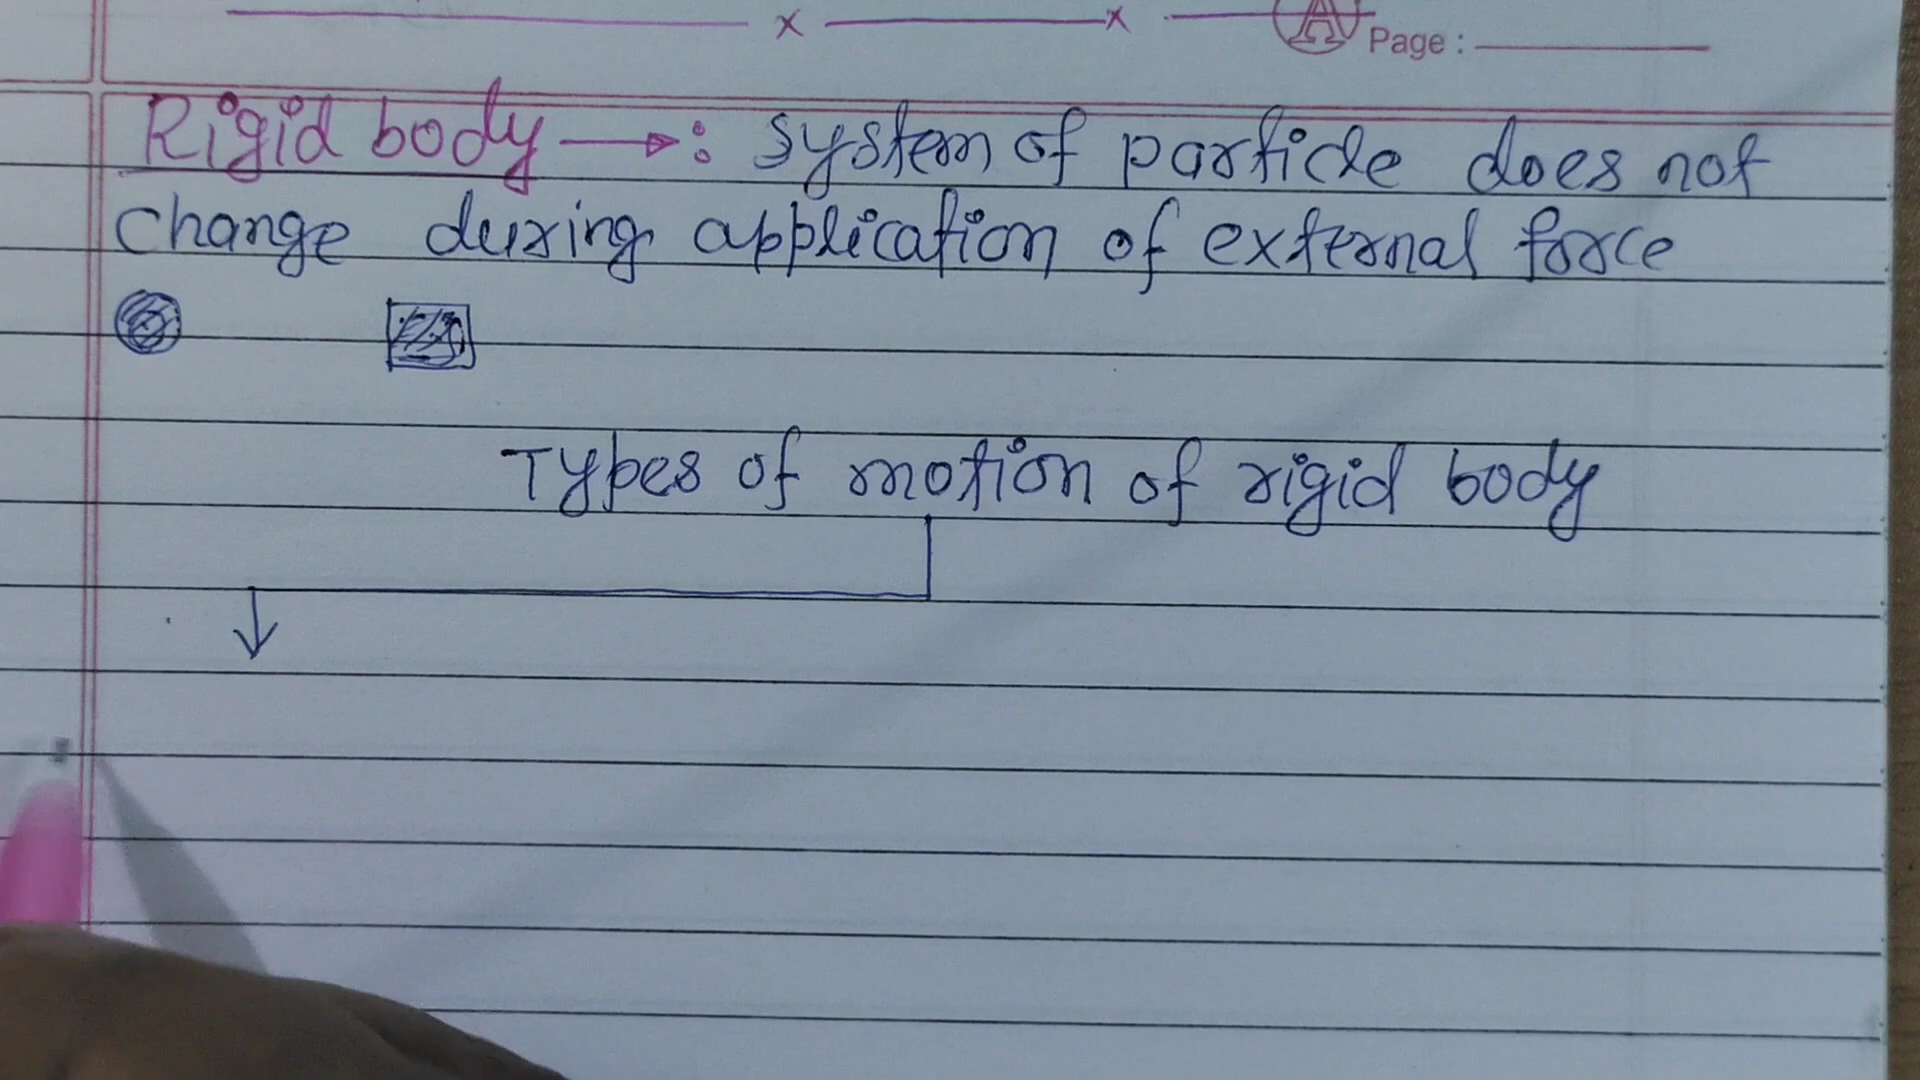 Page :
Rigid body →: System of particle does not
change during application of external force
Types of motion of rigid body